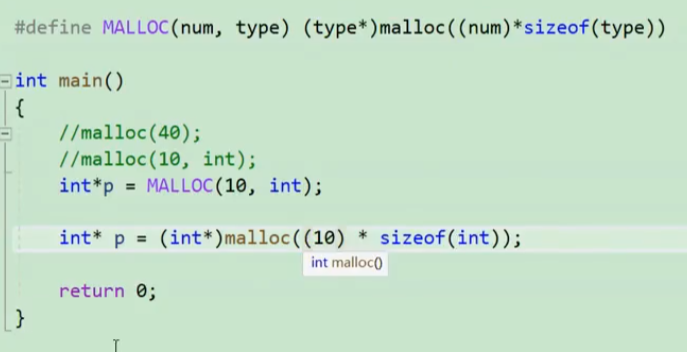 #define MALLOC(num, type) (type*)malloc((num)*sizeof(type))
int main()
{
//malloc(40);
//malloc(10, int);
int*p = MALLOC(10, int);
int* p = (int*)malloc((10) * sizeof(int));
int malloc()
return 0;
}